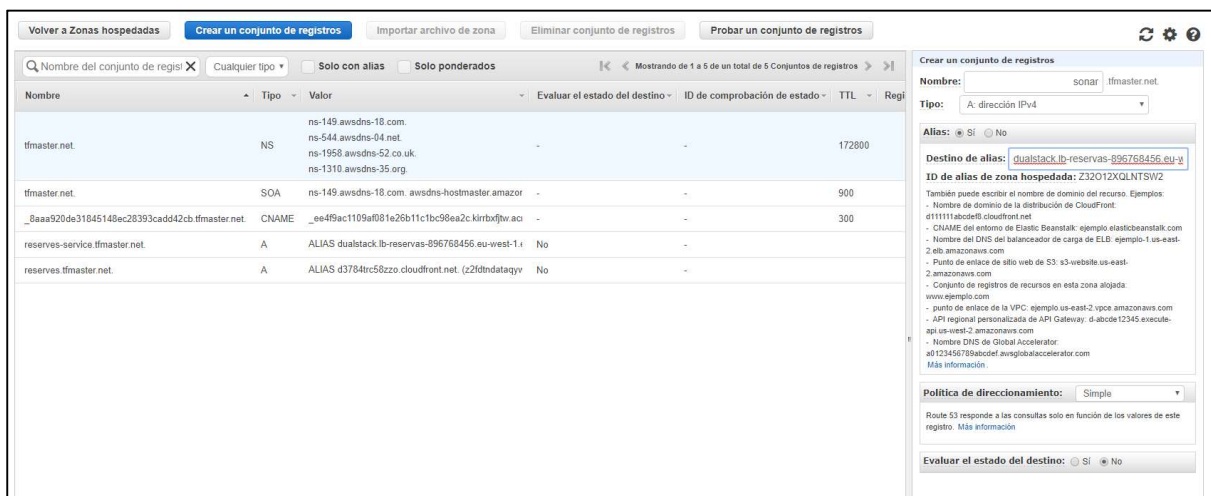 Volver a Zonas hospedadas Crear un conjunto de registros Importar archivo de zona Eliminar conjunto de registros Probar un conjunto de registros
Nombre del conjunto de regist X Cualquier tipo Solo con alias Solo ponderados Mostrando de 1 a 5 de un total de 5 Conjuntos de registros
Nombre Tipo Valor Evaluar el estado del destino ID de comprobación de estado TTL Regi
tfmaster.net. NS ns-149.awsdns-18.com.
ns-544.awsdns-04.net.
ns-1958.awsdns-52.co.uk.
ns-1310.awsdns-35.org. - - 172800
tfmaster.net. SOA ns-149.awsdns-18.com. awsdns-hostmaster.amazor - - 900
_8aaa920de31845148ec28393cadd42cb.tfmaster.net. CNAME _ee4f9ac1109af081e26b11c1bc98ea2c.kirrbxfjtw.acm - - 300
reserves-service.tfmaster.net. A ALIAS dualstack.lb-reservas-896768456.eu-west-1.e No -
reserves.tfmaster.net. A ALIAS d3784trc58zzo.cloudfront.net. (z2fdtndataqyw No -
Crear un conjunto de registros
Nombre: sonar .tfmaster.net.
Tipo: A: dirección IPv4
Alias: Sí No
Destino de alias: dualstack.lb-reservas-896768456.eu-w
ID de alias de zona hospedada: Z32O12XQLNTSW2
También puede escribir el nombre de dominio del recurso. Ejemplos:
- Nombre de dominio de la distribución de CloudFront:
d111111abcdef8.cloudfront.net
- CNAME del entorno de Elastic Beanstalk: ejemplo.elasticbeanstalk.com
- Nombre del DNS del balanceador de carga de ELB: ejemplo-1.us-east-
2.elb.amazonaws.com
- Punto de enlace de sitio web de S3: s3-website.us-east-
2.amazonaws.com
- Conjunto de registros de recursos en esta zona alojada:
www.ejemplo.com
- punto de enlace de la VPC: ejemplo.us-east-2.vpce.amazonaws.com
- API regional personalizada de API Gateway: d-abcde12345.execute-
api.us-west-2.amazonaws.com
- Nombre DNS de Global Accelerator:
a0123456789abcdef.awsglobalaccelerator.com
Más información.
Política de direccionamiento: Simple
Route 53 responde a las consultas solo en función de los valores de este
registro. Más información
Evaluar el estado del destino: Sí No